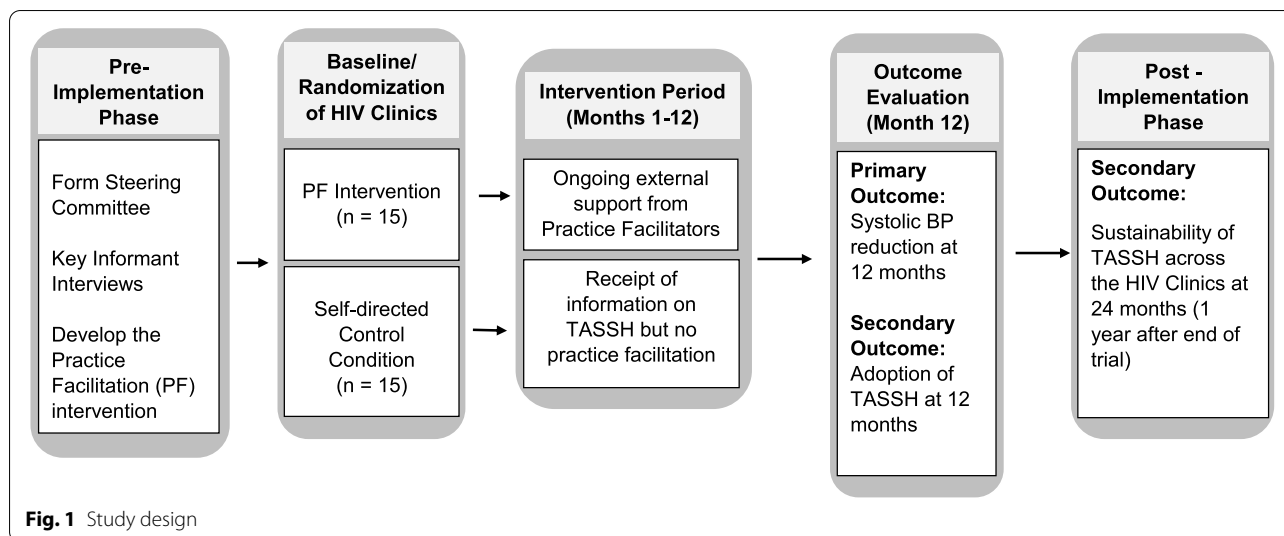 Pre-
Implementation
Phase
Form Steering
Committee
Key Informant
Interviews
Develop the
Practice
Facilitation (PF)
intervention
Baseline/
Randomization
of HIV Clinics
PF Intervention
(n = 15)
Self-directed
Control
Condition
(n = 15)
Intervention Period
(Months 1-12)
Ongoing external
support from
Practice Facilitators
Receipt of
information on
TASSH but no
practice facilitation
Outcome
Evaluation
(Month 12)
Primary
Outcome:
Systolic BP
reduction at
12 months
Secondary
Outcome:
Adoption of
TASSH at 12
months
Post -
Implementation
Phase
Secondary
Outcome:
Sustainability of
TASSH across
the HIV Clinics at
24 months (1
year after end of
trial)
Fig. 1 Study design